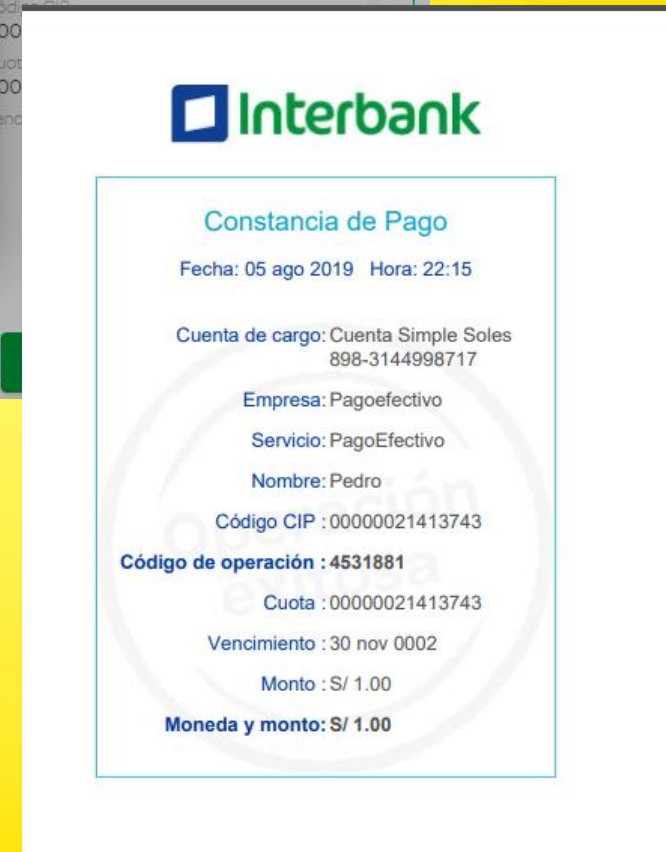 Interbank
Constancia de Pago
Fecha: 05 ago 2019 Hora: 22:15
Cuenta de cargo: Cuenta Simple Soles
898-3144998717
Empresa: Pagoefectivo
Servicio: PagoEfectivo
Nombre: Pedro
Código CIP : 00000021413743
Código de operación : 4531881
Cuota : 00000021413743
Vencimiento : 30 nov 0002
Monto : S/ 1.00
Moneda y monto: S/ 1.00
Operación
exitosa